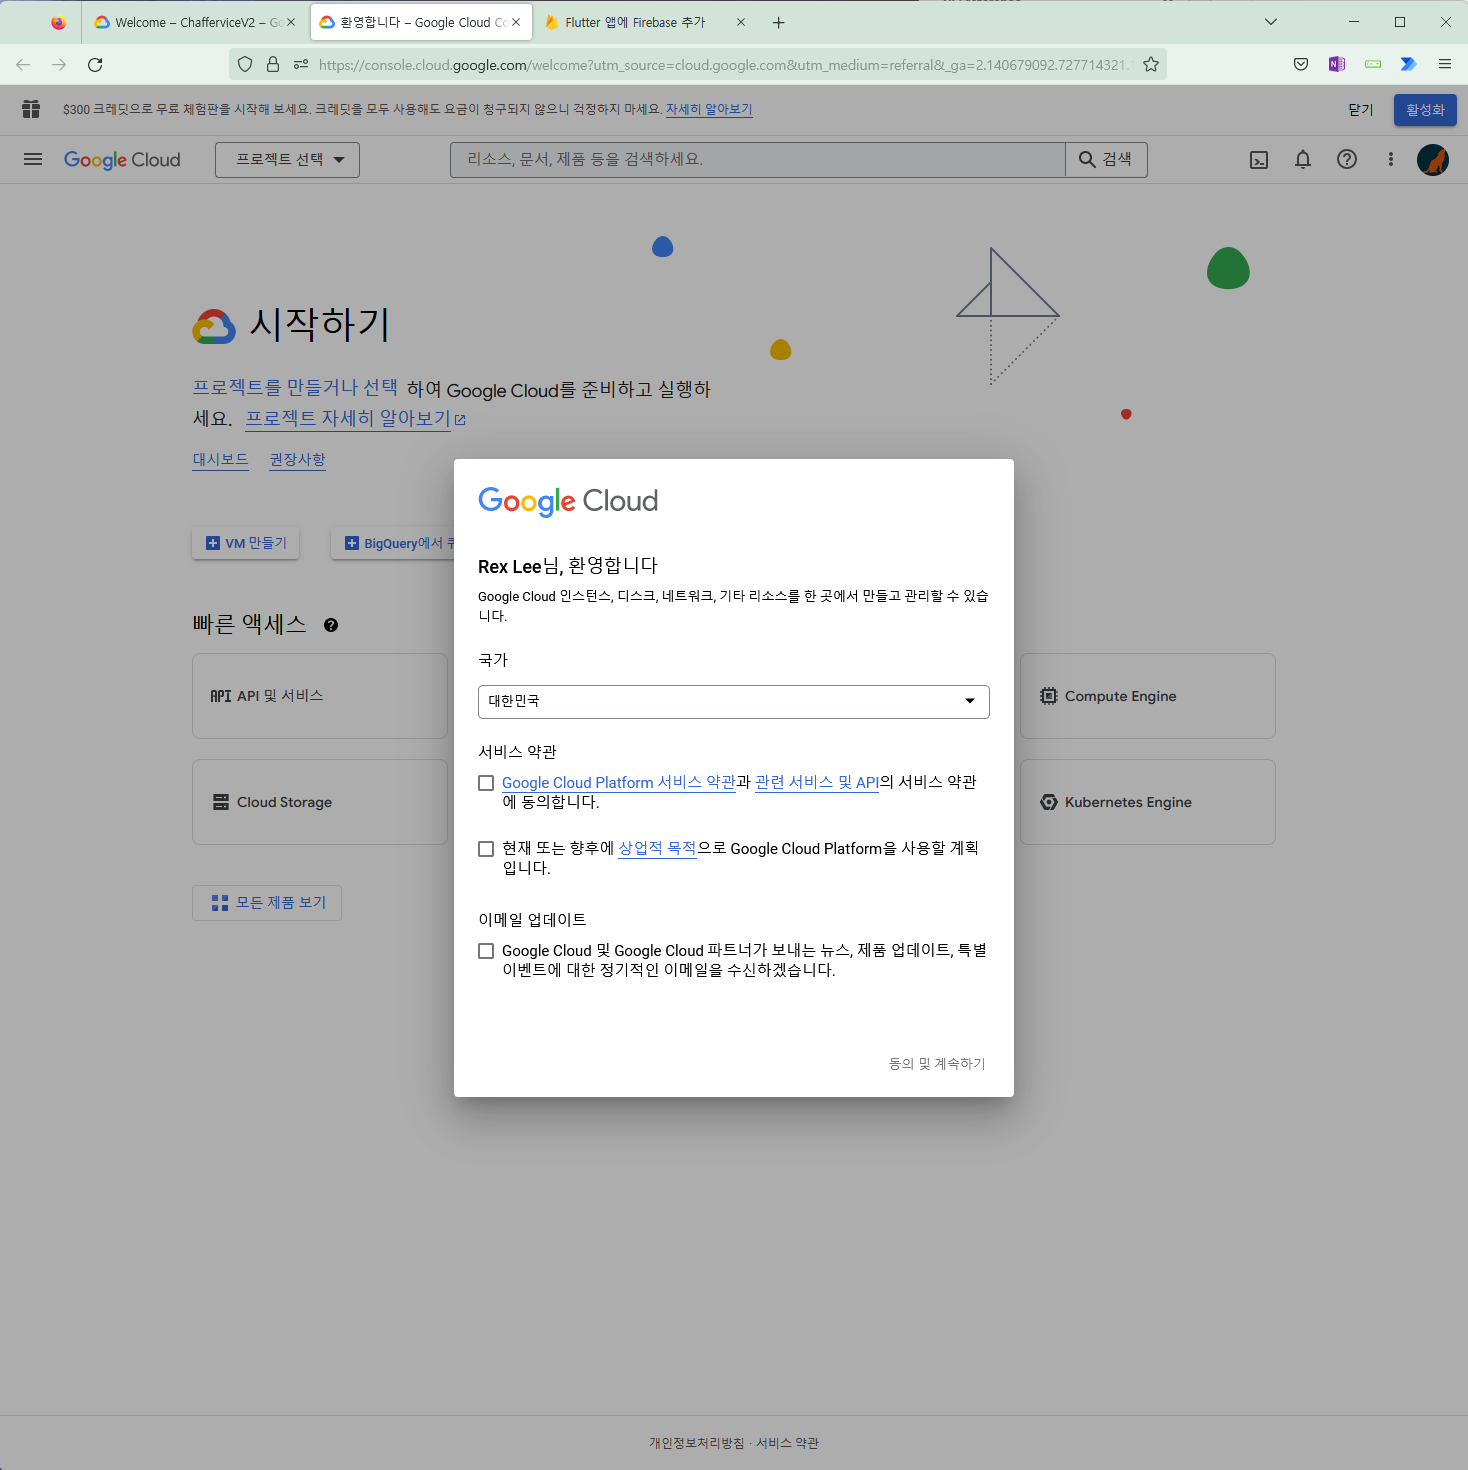 Welcome – ChafferviceV2 – Go
환영합니다 – Google Cloud Co
Flutter 앱에 Firebase 추가
https://console.cloud.google.com/welcome?utm_source=cloud.google.com&utm_medium=referral&_ga=2.140679092.727714321.
$300 크레딧으로 무료 체험판을 시작해 보세요. 크레딧을 모두 사용해도 요금이 청구되지 않으니 걱정하지 마세요. 자세히 알아보기
닫기
활성화
Google Cloud
프로젝트 선택
리소스, 문서, 제품 등을 검색하세요.
검색
시작하기
프로젝트를 만들거나 선택 하여 Google Cloud를 준비하고 실행하
세요. 프로젝트 자세히 알아보기
대시보드 권장사항
VM 만들기
BigQuery에서
빠른 액세스
API API 및 서비스
Compute Engine
Cloud Storage
Kubernetes Engine
모든 제품 보기
Google Cloud
Rex Lee님, 환영합니다
Google Cloud 인스턴스, 디스크, 네트워크, 기타 리소스를 한 곳에서 만들고 관리할 수 있습
니다.
국가
대한민국
서비스 약관
Google Cloud Platform 서비스 약관과 관련 서비스 및 API의 서비스 약관
에 동의합니다.
현재 또는 향후에 상업적 목적으로 Google Cloud Platform을 사용할 계획
입니다.
이메일 업데이트
Google Cloud 및 Google Cloud 파트너가 보내는 뉴스, 제품 업데이트, 특별
이벤트에 대한 정기적인 이메일을 수신하겠습니다.
동의 및 계속하기
개인정보처리방침 · 서비스 약관